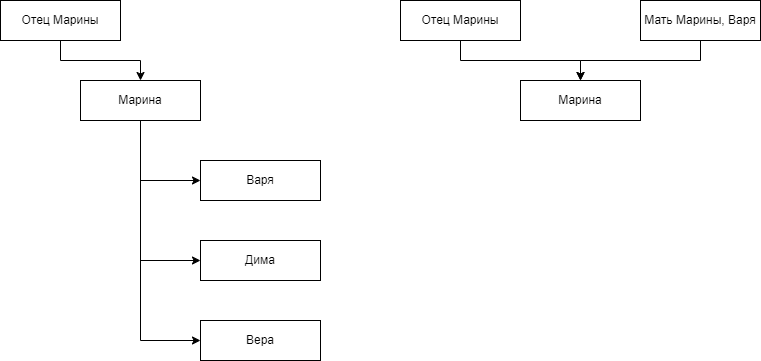 Отец Марины
Марина
Варя
Дима
Вера
Отец Марины
Мать Марины, Варя
Марина